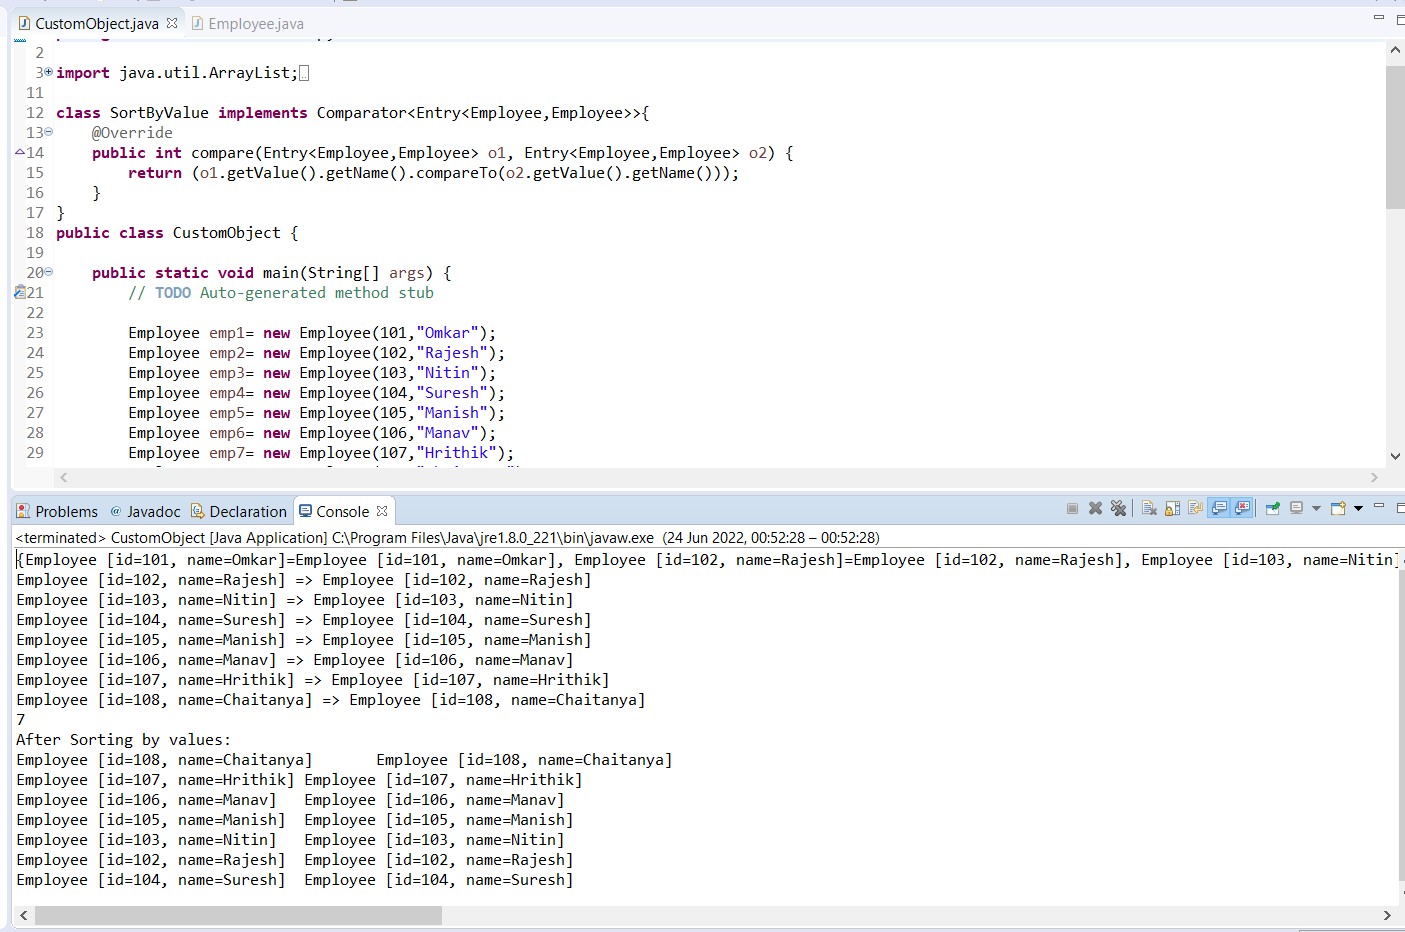 CustomObject.java Employee.java
2
3 import java.util.ArrayList;
11
12 class SortByValue implements Comparator<Entry<Employee,Employee>>{
13 @Override
14 public int compare(Entry<Employee,Employee> o1, Entry<Employee,Employee> o2) {
15 return (o1.getValue().getName().compareTo(o2.getValue().getName()));
16 }
17 }
18 public class CustomObject {
19
20 public static void main(String[] args) {
21 // TODO Auto-generated method stub
22
23 Employee emp1= new Employee(101,"Omkar");
24 Employee emp2= new Employee(102,"Rajesh");
25 Employee emp3= new Employee(103,"Nitin");
26 Employee emp4= new Employee(104,"Suresh");
27 Employee emp5= new Employee(105,"Manish");
28 Employee emp6= new Employee(106,"Manav");
29 Employee emp7= new Employee(107,"Hrithik");
Problems @ Javadoc Declaration Console
<terminated> CustomObject [Java Application] C:\Program Files\Java\jre1.8.0_221\bin\javaw.exe (24 Jun 2022, 00:52:28 – 00:52:28)
{Employee [id=101, name=Omkar]=Employee [id=101, name=Omkar], Employee [id=102, name=Rajesh]=Employee [id=102, name=Rajesh], Employee [id=103, name=Nitin]
Employee [id=102, name=Rajesh] => Employee [id=102, name=Rajesh]
Employee [id=103, name=Nitin] => Employee [id=103, name=Nitin]
Employee [id=104, name=Suresh] => Employee [id=104, name=Suresh]
Employee [id=105, name=Manish] => Employee [id=105, name=Manish]
Employee [id=106, name=Manav] => Employee [id=106, name=Manav]
Employee [id=107, name=Hrithik] => Employee [id=107, name=Hrithik]
Employee [id=108, name=Chaitanya] => Employee [id=108, name=Chaitanya]
7
After Sorting by values:
Employee [id=108, name=Chaitanya] Employee [id=108, name=Chaitanya]
Employee [id=107, name=Hrithik] Employee [id=107, name=Hrithik]
Employee [id=106, name=Manav] Employee [id=106, name=Manav]
Employee [id=105, name=Manish] Employee [id=105, name=Manish]
Employee [id=103, name=Nitin] Employee [id=103, name=Nitin]
Employee [id=102, name=Rajesh] Employee [id=102, name=Rajesh]
Employee [id=104, name=Suresh] Employee [id=104, name=Suresh]